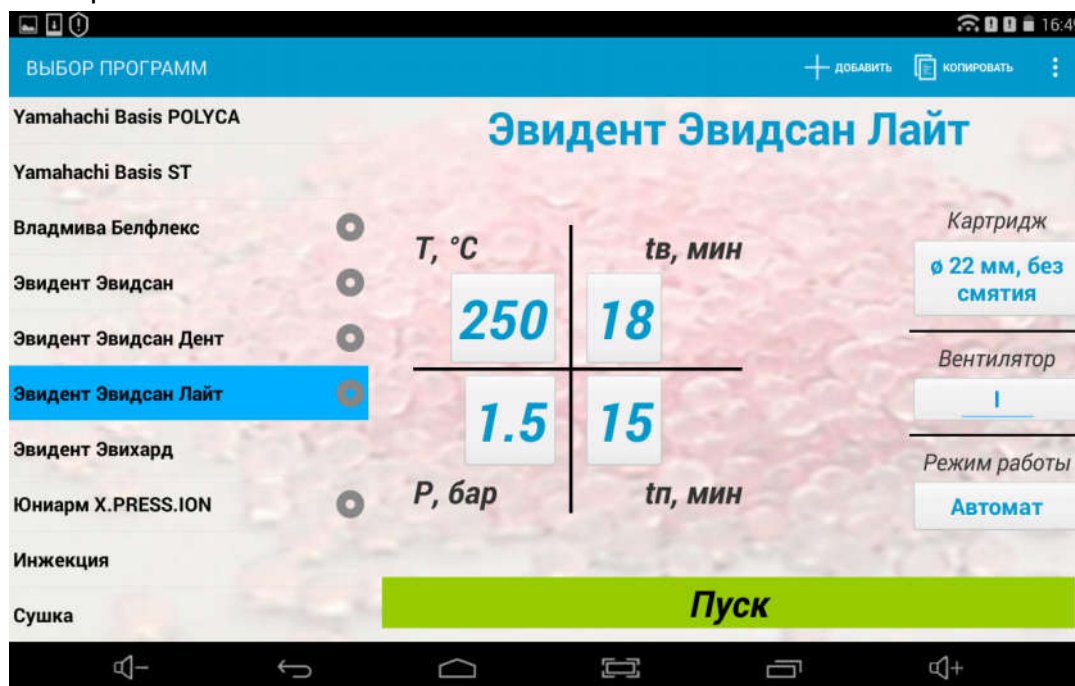 16:49
ВЫБОР ПРОГРАММ
ДОБАВИТЬ
КОПИРОВАТЬ
Yamahachi Basis POLYCA
Yamahachi Basis ST
Владмива Белфлекс
Эвидент Эвидсан
Эвидент Эвидсан Дент
Эвидент Эвидсан Лайт
Эвидент Эвихард
Юниарм X.PRESS.ION
Инжекция
Сушка
Эвидент Эвидсан Лайт
T, °C
tв, мин
250
18
1.5
15
P, бар
tп, мин
Картридж
ø 22 мм, без
смятия
Вентилятор
I
Режим работы
Автомат
Пуск